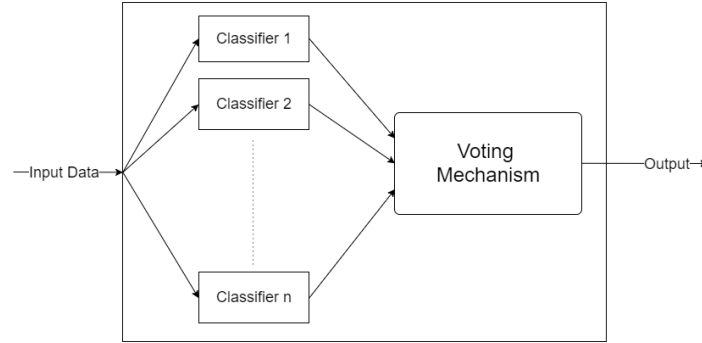 Classifier 1
Classifier 2
Voting
Mechanism
Input Data
Output
Classifier n